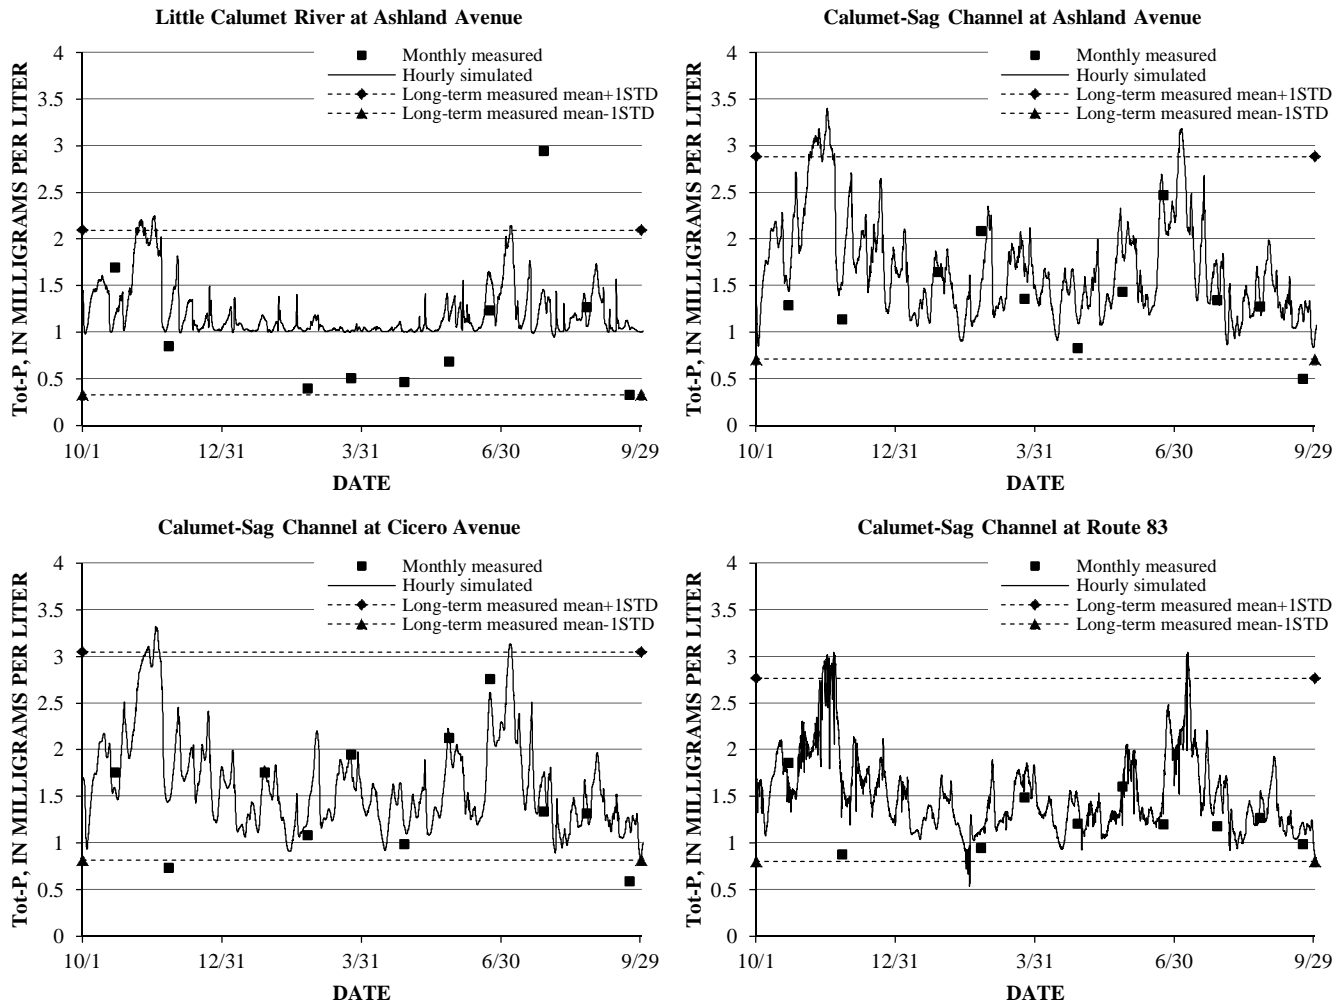 Little Calumet River at Ashland Avenue
Tot-P, IN MILLIGRAMS PER LITER
4
3.5
3
2.5
2
1.5
1
0.5
0
Monthly measured
Hourly simulated
Long-term measured mean+1STD
Long-term measured mean-1STD
10/1
12/31
3/31
6/30
9/29
DATE
Calumet-Sag Channel at Ashland Avenue
Tot-P, IN MILLIGRAMS PER LITER
4
3.5
3
2.5
2
1.5
1
0.5
0
Monthly measured
Hourly simulated
Long-term measured mean+1STD
Long-term measured mean-1STD
10/1
12/31
3/31
6/30
9/29
DATE
Calumet-Sag Channel at Cicero Avenue
Tot-P, IN MILLIGRAMS PER LITER
4
3.5
3
2.5
2
1.5
1
0.5
0
Monthly measured
Hourly simulated
Long-term measured mean+1STD
Long-term measured mean-1STD
10/1
12/31
3/31
6/30
9/29
DATE
Calumet-Sag Channel at Route 83
Tot-P, IN MILLIGRAMS PER LITER
4
3.5
3
2.5
2
1.5
1
0.5
0
Monthly measured
Hourly simulated
Long-term measured mean+1STD
Long-term measured mean-1STD
10/1
12/31
3/31
6/30
9/29
DATE